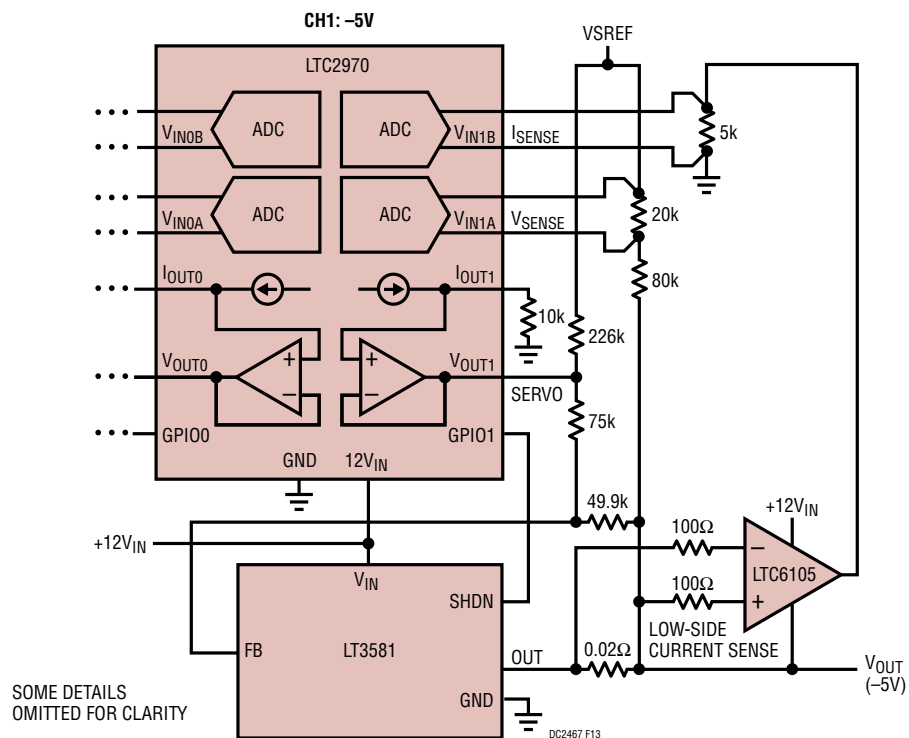 CH1: –5V
VSREF
LTC2970
• • •
ADC
ADC
5k
VIN0B
VIN1B
ISENSE
• • •
• • •
ADC
ADC
20k
VIN0A
VIN1A
VSENSE
• • •
80k
IOUT0
IOUT1
• • •
10k
226k
+
+
VOUT0
VOUT1
• • •
–
–
SERVO
75k
GPIO0
GPIO1
• • •
GND
12VIN
49.9k
+12VIN
100Ω
–
+12VIN
LTC6105
VIN
100Ω
+
SHDN
LOW-SIDE
CURRENT SENSE
FB
LT3581
OUT
0.02Ω
VOUT
(–5V)
SOME DETAILS
OMITTED FOR CLARITY
GND
DC2467 F13